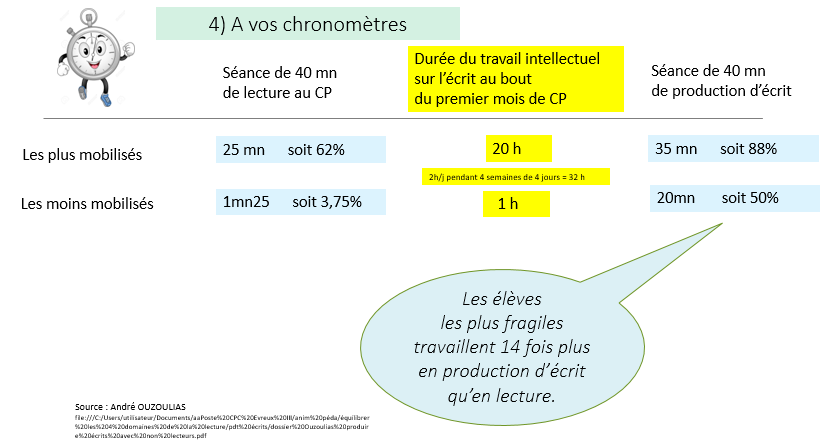 4) A vos chronomètres
Séance de 40 mn
de lecture au CP
Durée du travail intellectuel
sur l'écrit au bout
du premier mois de CP
Séance de 40 mn
de production d'écrit
Les plus mobilisés
25 mn soit 62%
20 h
35 mn soit 88%
2h/j pendant 4 semaines de 4 jours = 32 h
Les moins mobilisés
1mn25 soit 3,75%
1 h
20mn soit 50%
Les élèves
les plus fragiles
travaillent 14 fois plus
en production d'écrit
qu'en lecture.
Source : André OUZOULIAS
file:///C:/Users/utilisateur/Documents/aaPoste%20CPC%20Evreux%20III/anim%20péda/équilibrer
%20les%204%20domaines%20de%20la%20lecture/pdt%20écrits/dossier%20Ouzoulias%20produir
e%20écrits%20avec%20non%20lecteurs.pdf